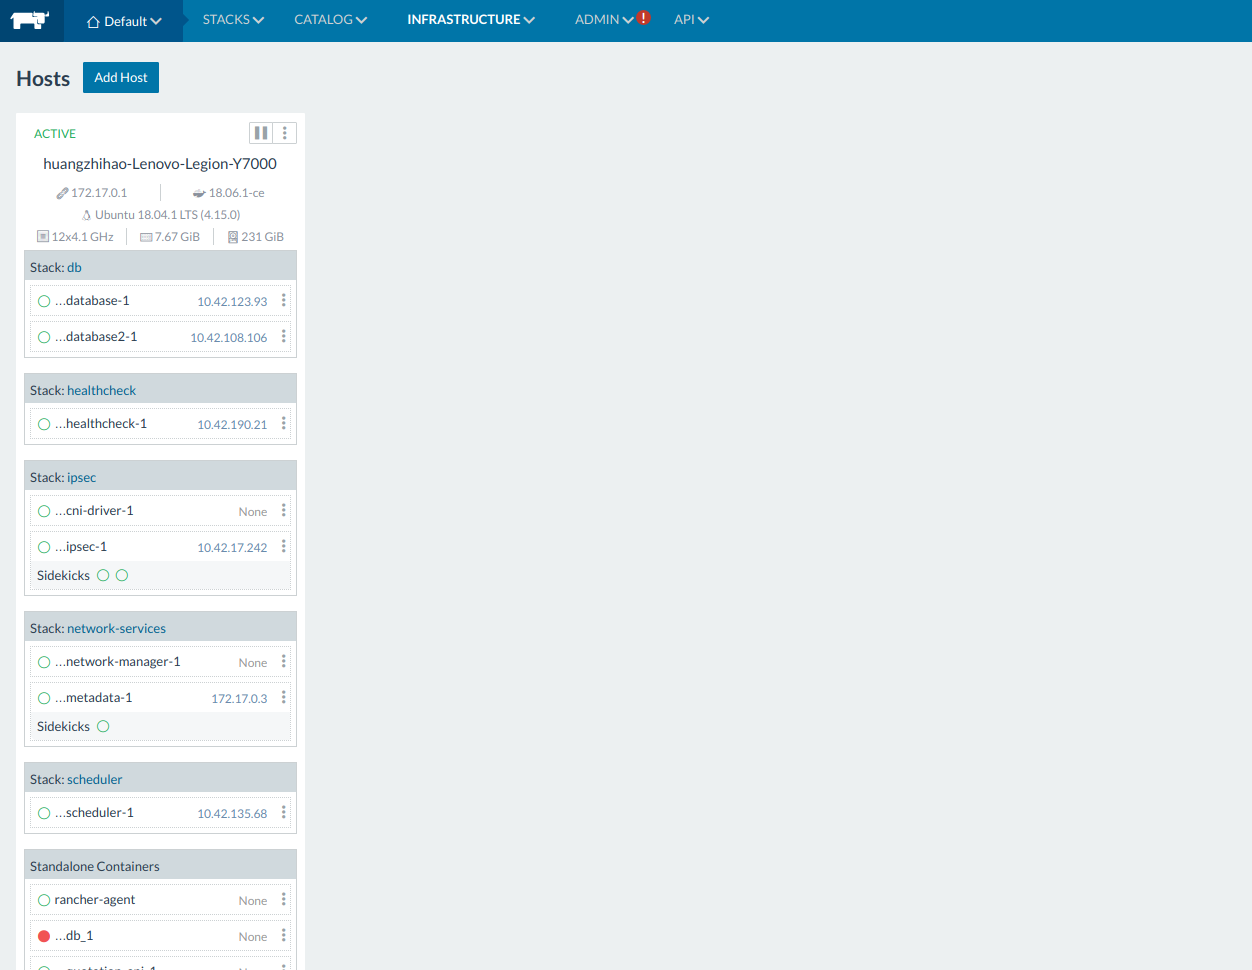 Default STACKS CATALOG INFRASTRUCTURE ADMIN ! API
Hosts Add Host
ACTIVE
huangzhihao-Lenovo-Legion-Y7000
172.17.0.1 18.06.1-ce
Ubuntu 18.04.1 LTS (4.15.0)
12x4.1 GHz 7.67 GiB 231 GiB
Stack: db
...database-1 10.42.123.93
...database2-1 10.42.108.106
Stack: healthcheck
...healthcheck-1 10.42.190.21
Stack: ipsec
...cni-driver-1 None
...ipsec-1 10.42.17.242
Sidekicks
Stack: network-services
...network-manager-1 None
...metadata-1 172.17.0.3
Sidekicks
Stack: scheduler
...scheduler-1 10.42.135.68
Standalone Containers
rancher-agent None
...db_1 None